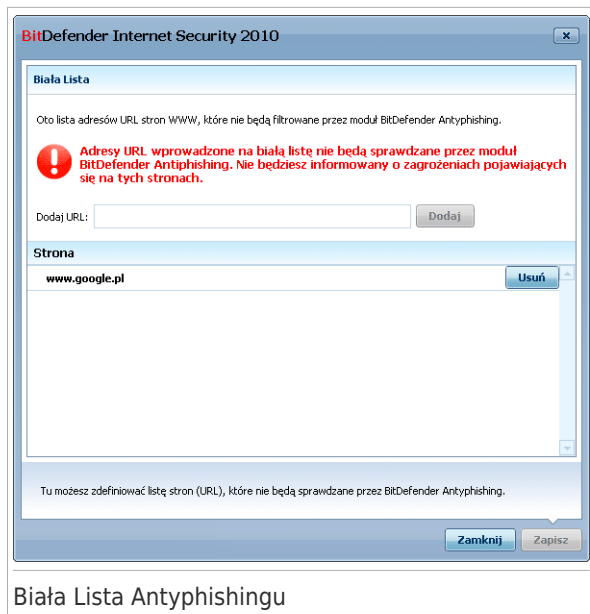 BitDefender Internet Security 2010
Biała Lista
Oto lista adresów URL stron WWW, które nie będą filtrowane przez moduł BitDefender Antyphishing.
Adresy URL wprowadzone na białą listę nie będą sprawdzane przez moduł
BitDefender Antiphishing. Nie będziesz informowany o zagrożeniach pojawiających
się na tych stronach.
Dodaj URL:
Dodaj
Strona
www.google.pl
Usuń
Tu możesz zdefiniować listę stron (URL), które nie będą sprawdzane przez BitDefender Antyphishing.
Zamknij
Zapisz
Biała Lista Antyphishingu